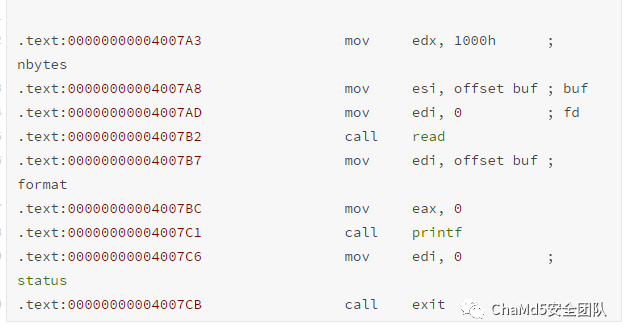 .text:00000000004007A3 mov edx, 1000h ;
nbytes
.text:00000000004007A8 mov esi, offset buf ; buf
.text:00000000004007AD mov edi, 0 ; fd
.text:00000000004007B2 call read
.text:00000000004007B7 mov edi, offset buf ;
format
.text:00000000004007BC mov eax, 0
.text:00000000004007C1 call printf
.text:00000000004007C6 mov edi, 0 ;
status
.text:00000000004007CB call exit
ChaMd5安全团队